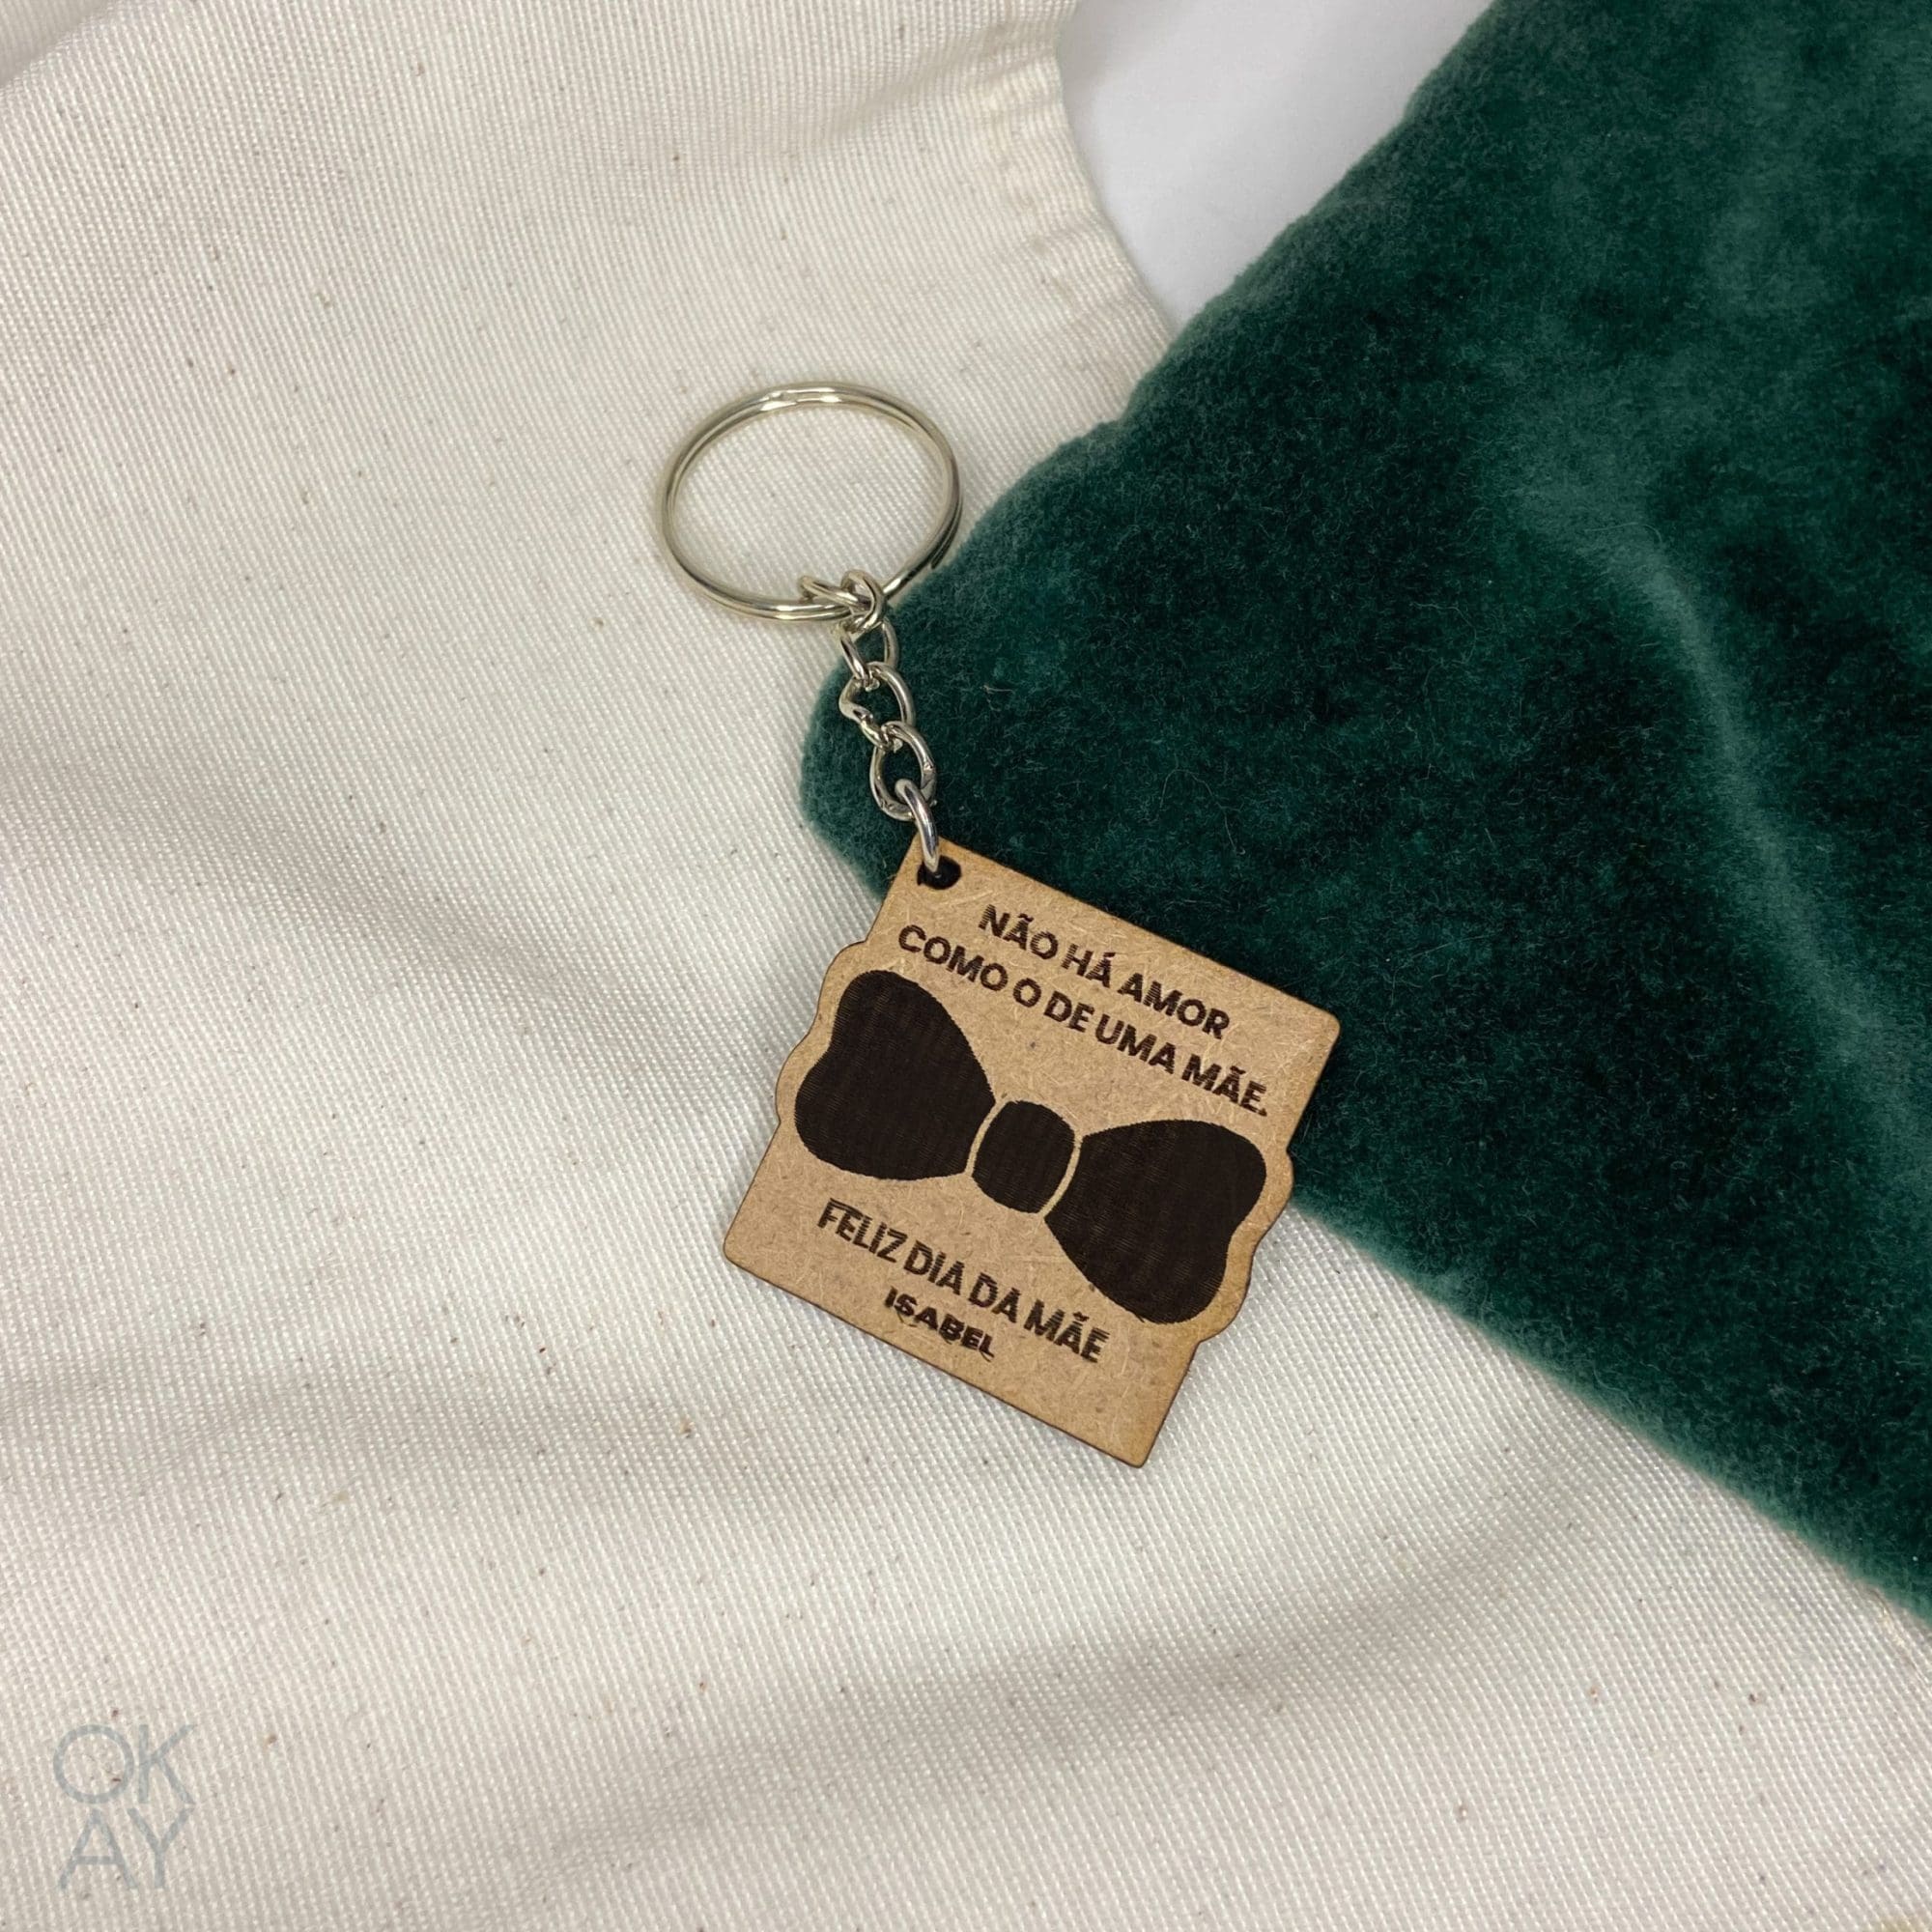 NÃO HÁ AMOR
COMO O DE UMA MÃE.
FELIZ DIA DA MÃE
ISABEL
OK
AY